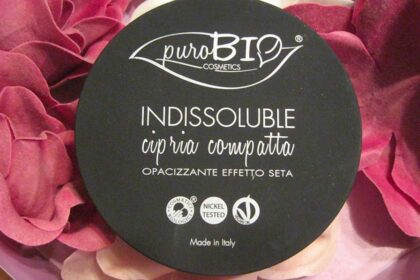 puroBIO®
COSMETICS
INDISSOLUBLE
cipria compatta
OPACIZZANTE EFFETTO SETA
NICKEL
TESTED
Made in Italy